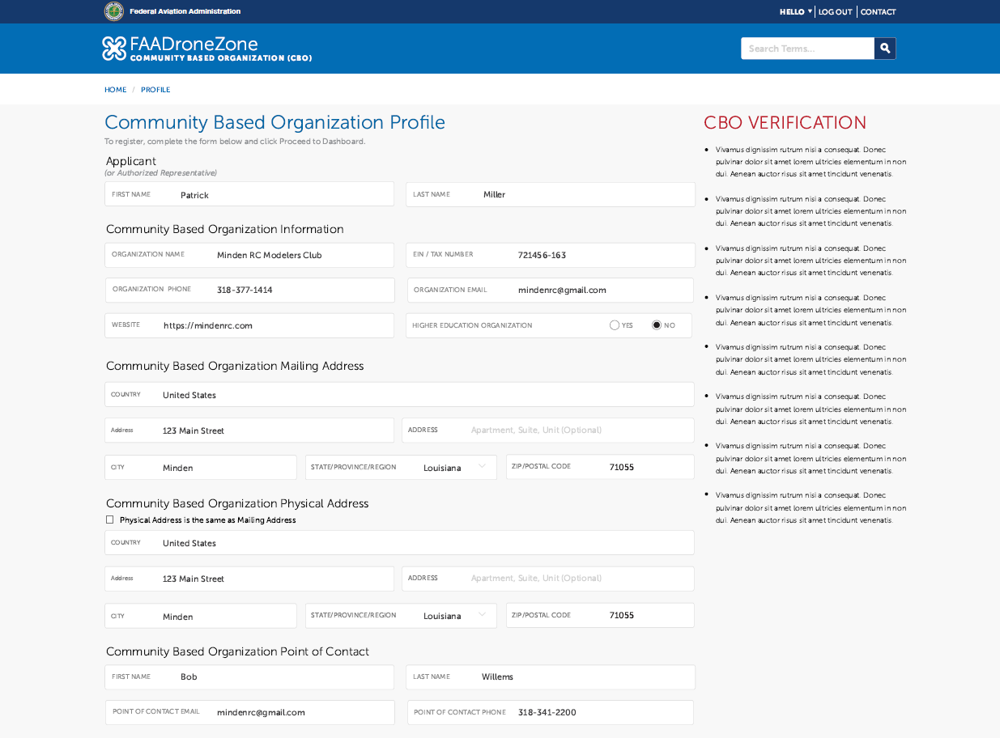 Federal Aviation Administration
HELLO ▾ | LOG OUT | CONTACT
FAADroneZone
COMMUNITY BASED ORGANIZATION (CBO)
Search Terms...
HOME / PROFILE
Community Based Organization Profile
To register, complete the form below and click Proceed to Dashboard.
Applicant
(or Authorized Representative)
FIRST NAME Patrick LAST NAME Miller
Community Based Organization Information
ORGANIZATION NAME Minden RC Modelers Club EIN / TAX NUMBER 721456-163
ORGANIZATION PHONE 318-377-1414 ORGANIZATION EMAIL mindenrc@gmail.com
WEBSITE https://mindenrc.com HIGHER EDUCATION ORGANIZATION YES NO
Community Based Organization Mailing Address
COUNTRY United States
Address 123 Main Street ADDRESS Apartment, Suite, Unit (Optional)
CITY Minden STATE/PROVINCE/REGION Louisiana ZIP/POSTAL CODE 71055
Community Based Organization Physical Address
Physical Address is the same as Mailing Address
COUNTRY United States
Address 123 Main Street ADDRESS Apartment, Suite, Unit (Optional)
CITY Minden STATE/PROVINCE/REGION Louisiana ZIP/POSTAL CODE 71055
Community Based Organization Point of Contact
FIRST NAME Bob LAST NAME Willems
POINT OF CONTACT EMAIL mindenrc@gmail.com POINT OF CONTACT PHONE 318-341-2200
CBO VERIFICATION
• Vivamus dignissim rutrum nisi a consequat. Donec
pulvinar dolor sit amet lorem ultricies elementum in non
dui. Aenean auctor risus sit amet tincidunt venenatis.
• Vivamus dignissim rutrum nisi a consequat. Donec
pulvinar dolor sit amet lorem ultricies elementum in non
dui. Aenean auctor risus sit amet tincidunt venenatis.
• Vivamus dignissim rutrum nisi a consequat. Donec
pulvinar dolor sit amet lorem ultricies elementum in non
dui. Aenean auctor risus sit amet tincidunt venenatis.
• Vivamus dignissim rutrum nisi a consequat. Donec
pulvinar dolor sit amet lorem ultricies elementum in non
dui. Aenean auctor risus sit amet tincidunt venenatis.
• Vivamus dignissim rutrum nisi a consequat. Donec
pulvinar dolor sit amet lorem ultricies elementum in non
dui. Aenean auctor risus sit amet tincidunt venenatis.
• Vivamus dignissim rutrum nisi a consequat. Donec
pulvinar dolor sit amet lorem ultricies elementum in non
dui. Aenean auctor risus sit amet tincidunt venenatis.
• Vivamus dignissim rutrum nisi a consequat. Donec
pulvinar dolor sit amet lorem ultricies elementum in non
dui. Aenean auctor risus sit amet tincidunt venenatis.
• Vivamus dignissim rutrum nisi a consequat. Donec
pulvinar dolor sit amet lorem ultricies elementum in non
dui. Aenean auctor risus sit amet tincidunt venenatis.